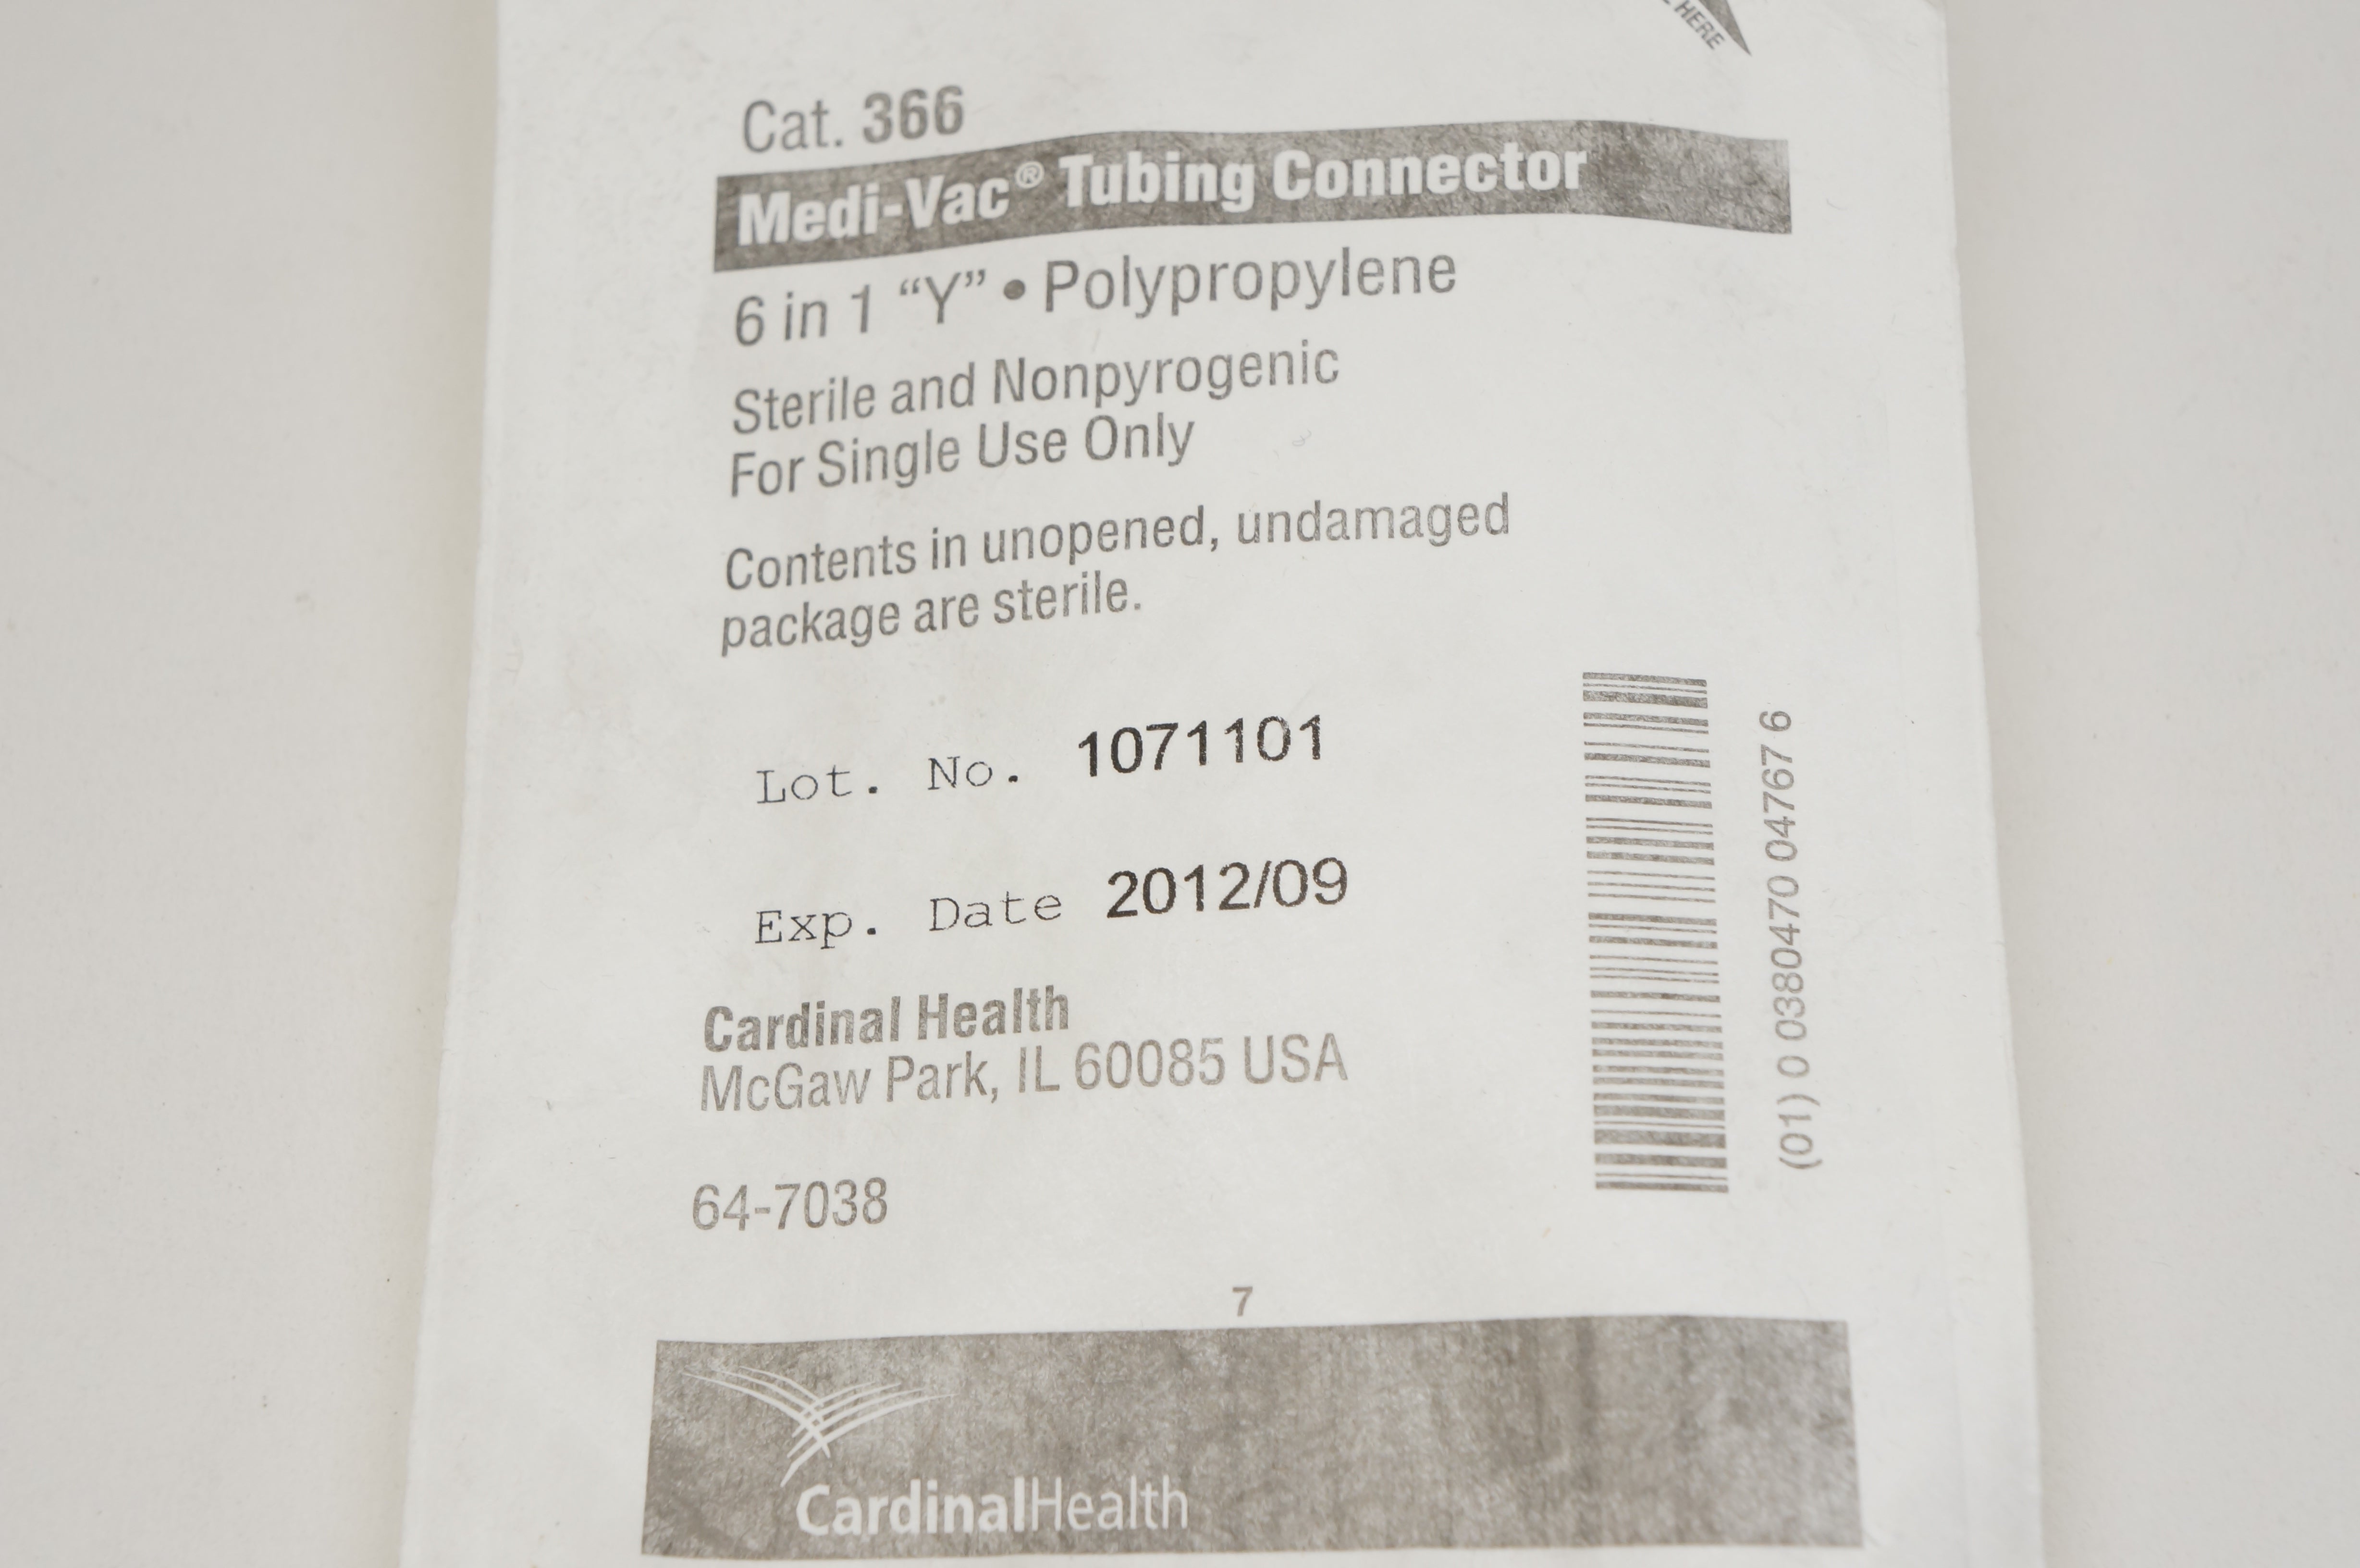 HERE
Cat. 366
Medi-Vac® Tubing Connector
6 in 1 “Y” • Polypropylene
Sterile and Nonpyrogenic
For Single Use Only
Contents in unopened, undamaged
package are sterile.
Lot. No. 1071101
Exp. Date 2012/09
(01) 0 0380470 04767 6
Cardinal Health
McGaw Park, IL 60085 USA
64-7038
7
CardinalHealth